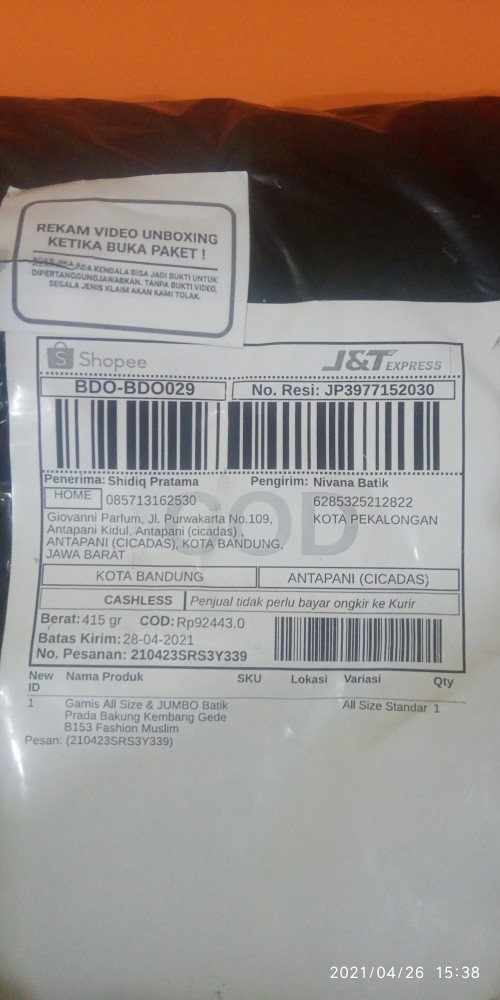 REKAM VIDEO UNBOXING
KETIKA BUKA PAKET !
AGAR JIKA ADA KENDALA BISA JADI BUKTI UNTUK
DIPERTANGGUNGJAWABKAN. TANPA BUKTI VIDEO,
SEGALA JENIS KLAIM AKAN KAMI TOLAK.
Shopee
J&T EXPRESS
BDO-BDO029
No. Resi: JP3977152030
Penerima: Shidiq Pratama
HOME 085713162530
Giovanni Parfum, Jl. Purwakarta No.109,
Antapani Kidul, Antapani (cicadas) ,
ANTAPANI (CICADAS), KOTA BANDUNG,
JAWA BARAT
Pengirim: Nivana Batik
6285325212822
KOTA PEKALONGAN
COD
KOTA BANDUNG
ANTAPANI (CICADAS)
CASHLESS Penjual tidak perlu bayar ongkir ke Kurir
Berat: 415 gr COD: Rp92443.0
Batas Kirim: 28-04-2021
No. Pesanan: 210423SRS3Y339
New ID Nama Produk SKU Lokasi Variasi Qty
1 Gamis All Size & JUMBO Batik All Size Standar 1
Prada Bakung Kembang Gede
B153 Fashion Muslim
Pesan: (210423SRS3Y339)
2021/04/26 15:38